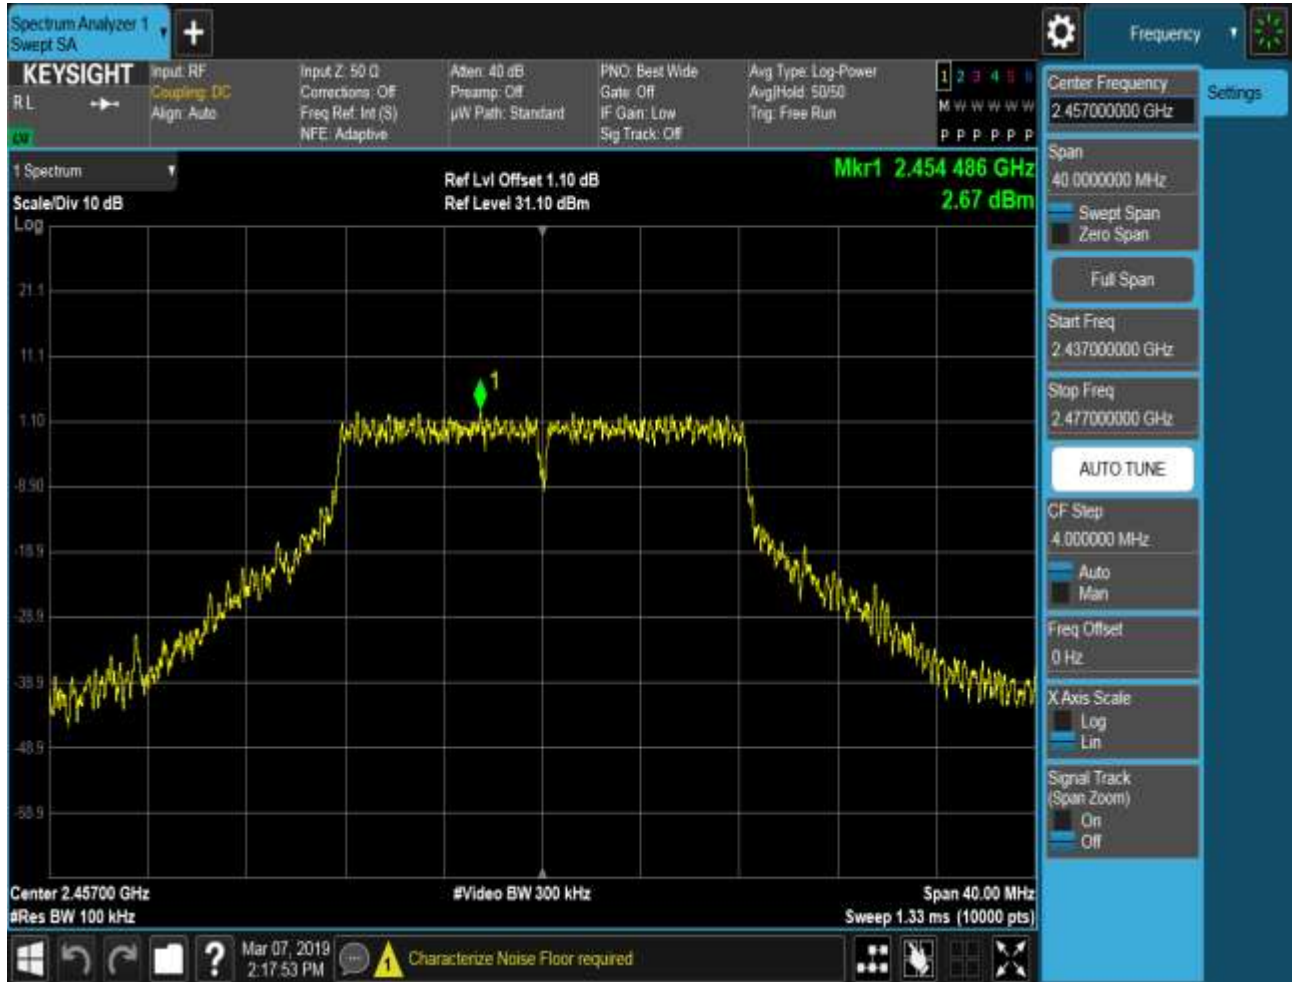 Spectrum Analyzer 1
Swept SA
Frequency
KEYSIGHT
RL
Input: RF
Coupling: DC
Align: Auto
Input Z: 50 Ω
Corrections: Off
Freq Ref: Int (S)
NFE: Adaptive
Atten: 40 dB
Preamp: Off
µW Path: Standard
PNO: Best Wide
Gate: Off
IF Gain: Low
Sig Track: Off
Avg Type: Log-Power
Avg|Hold: 50/50
Trig: Free Run
1 2 3 4 5 6
M W W W W W
P P P P P P
Center Frequency
2.457000000 GHz
Settings
Span
40.0000000 MHz
Swept Span
Zero Span
Full Span
Start Freq
2.437000000 GHz
Stop Freq
2.477000000 GHz
AUTO TUNE
CF Step
4.000000 MHz
Auto
Man
Freq Offset
0 Hz
X Axis Scale
Log
Lin
Signal Track
(Span Zoom)
On
Off
1 Spectrum
Scale/Div 10 dB
Log
Ref Lvl Offset 1.10 dB
Ref Level 31.10 dBm
Mkr1 2.454 486 GHz
2.67 dBm
21.1
11.1
1
1.10
-8.90
-18.9
-28.9
-38.9
-48.9
-58.9
Center 2.45700 GHz
#Video BW 300 kHz
Span 40.00 MHz
#Res BW 100 kHz
Sweep 1.33 ms (10000 pts)
?
Mar 07, 2019
2:17:53 PM
1
Characterize Noise Floor required